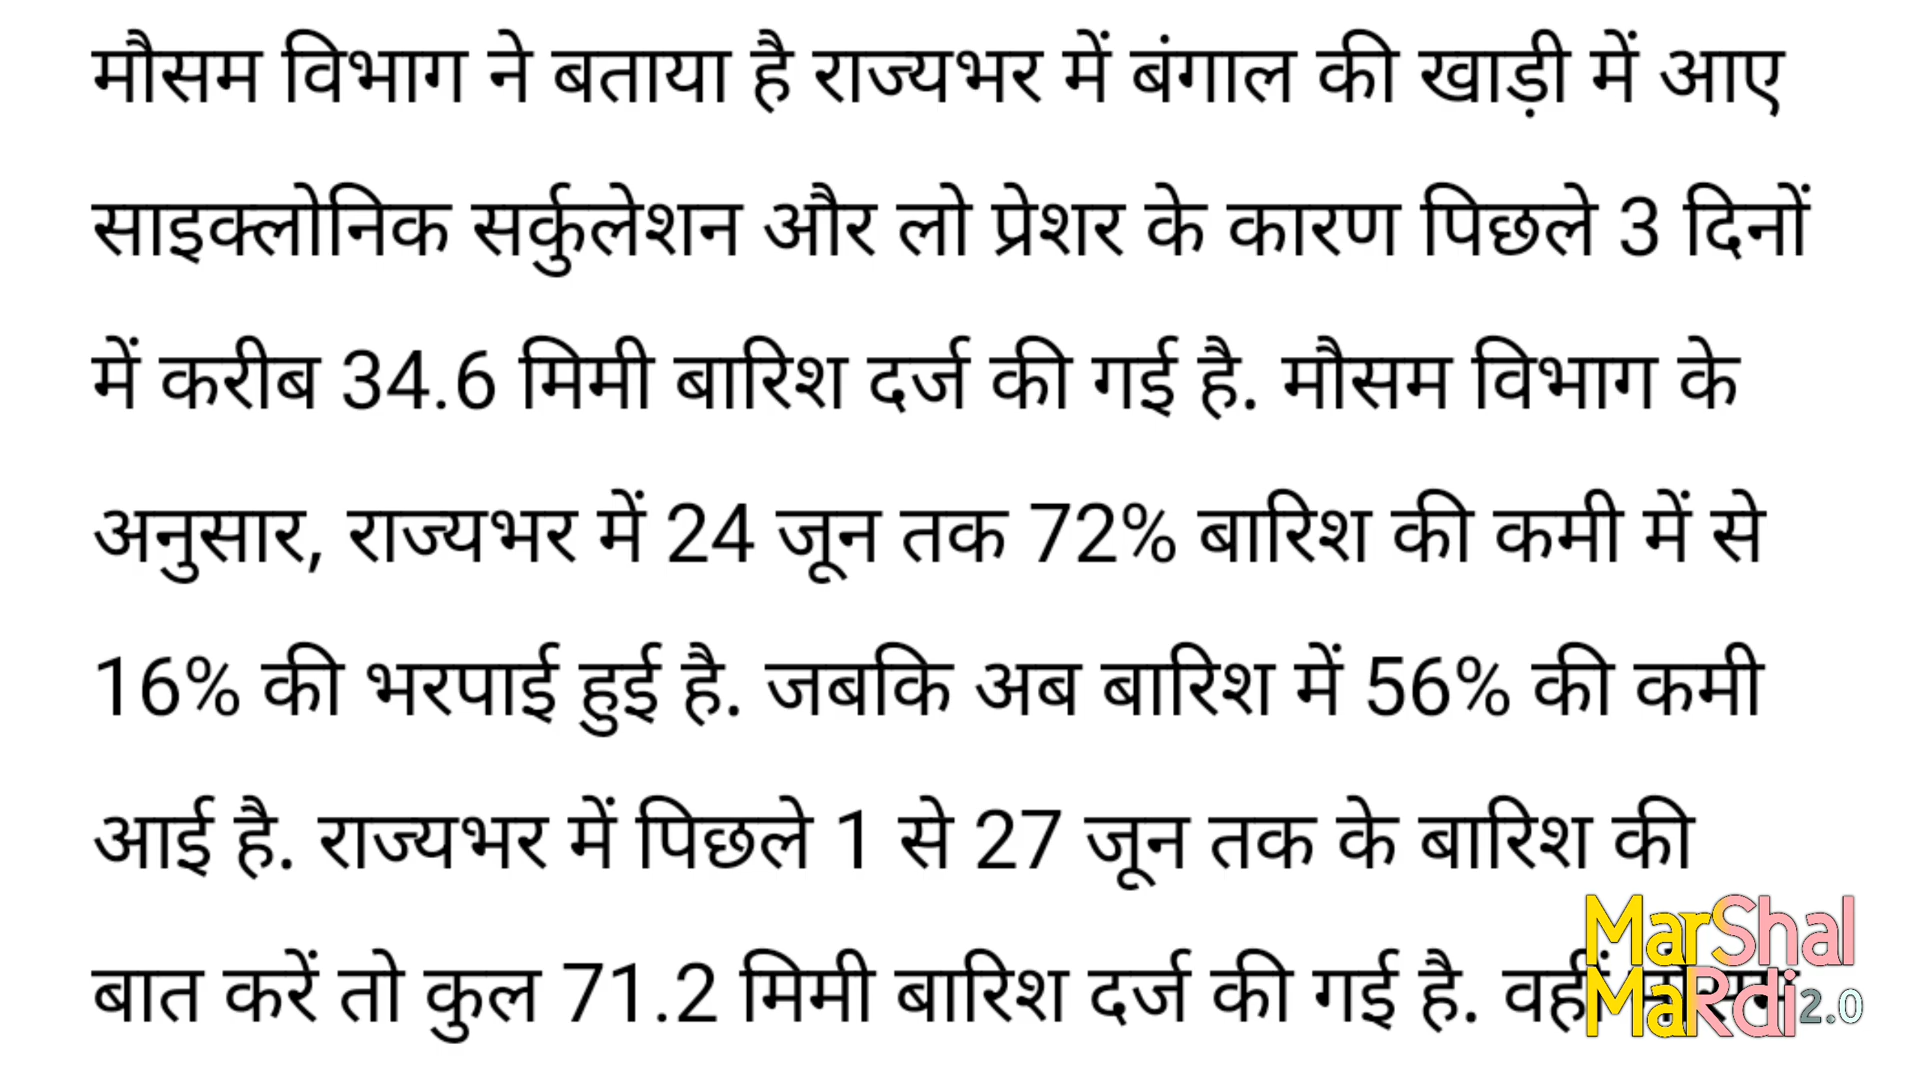 मौसम विभाग ने बताया है राज्यभर में बंगाल की खाड़ी में आए
साइक्लोनिक सर्कुलेशन और लो प्रेशर के कारण पिछले 3 दिनों
में करीब 34.6 मिमी बारिश दर्ज की गई है. मौसम विभाग के
अनुसार, राज्यभर में 24 जून तक 72% बारिश की कमी में से
16% की भरपाई हुई है. जबकि अब बारिश में 56% की कमी
आई है. राज्यभर में पिछले 1 से 27 जून तक के बारिश की
बात करें तो कुल 71.2 मिमी बारिश दर्ज की गई है. वहीं
MarShal
MaRdi 2.0